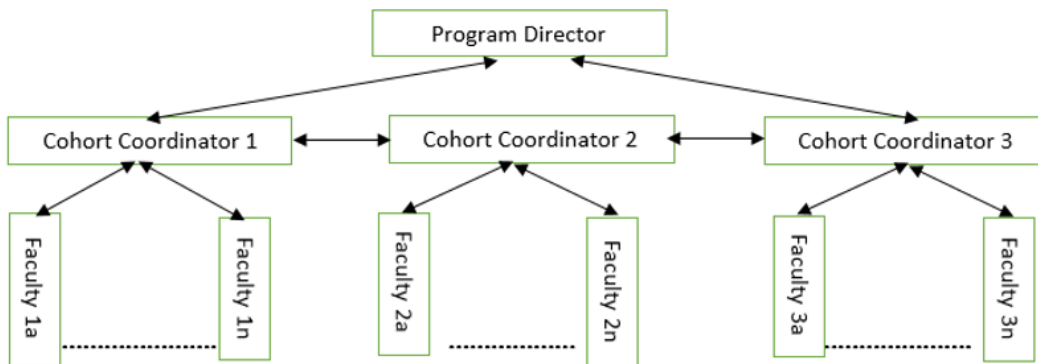 Program Director
Cohort Coordinator 1
Cohort Coordinator 2
Cohort Coordinator 3
Faculty 1a
Faculty 1n
Faculty 2a
Faculty 2n
Faculty 3a
Faculty 3n